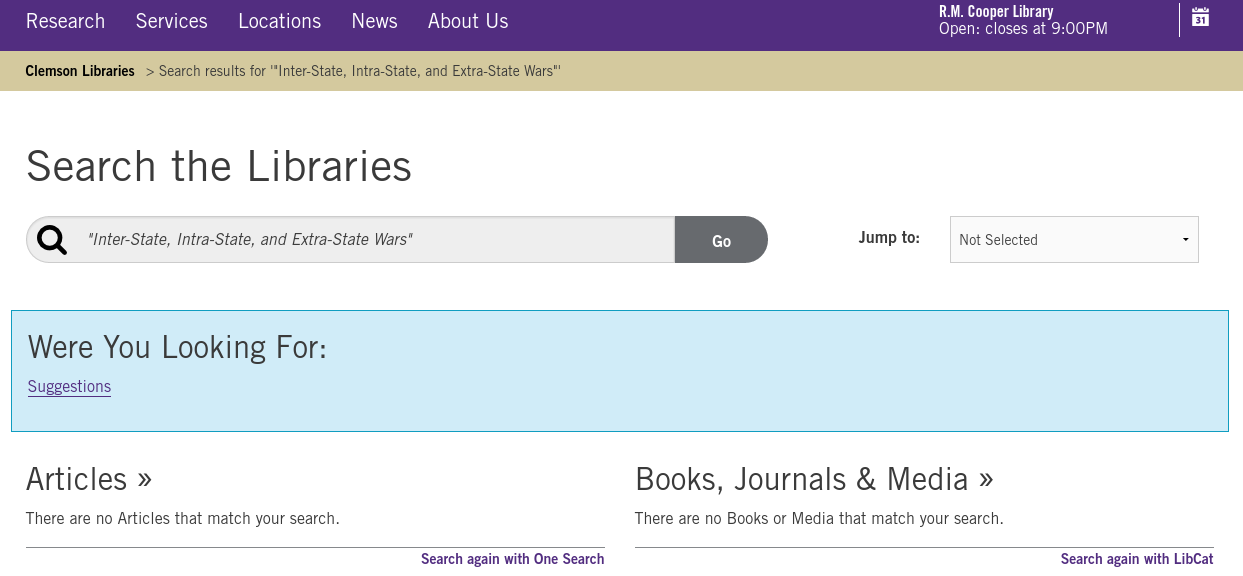 Research Services Locations News About Us
R.M. Cooper Library
Open: closes at 9:00PM
31
Clemson Libraries > Search results for '"Inter-State, Intra-State, and Extra-State Wars"'
Search the Libraries
"Inter-State, Intra-State, and Extra-State Wars"
Go
Jump to:
Not Selected
Were You Looking For:
Suggestions
Articles »
There are no Articles that match your search.
Search again with One Search
Books, Journals & Media »
There are no Books or Media that match your search.
Search again with LibCat